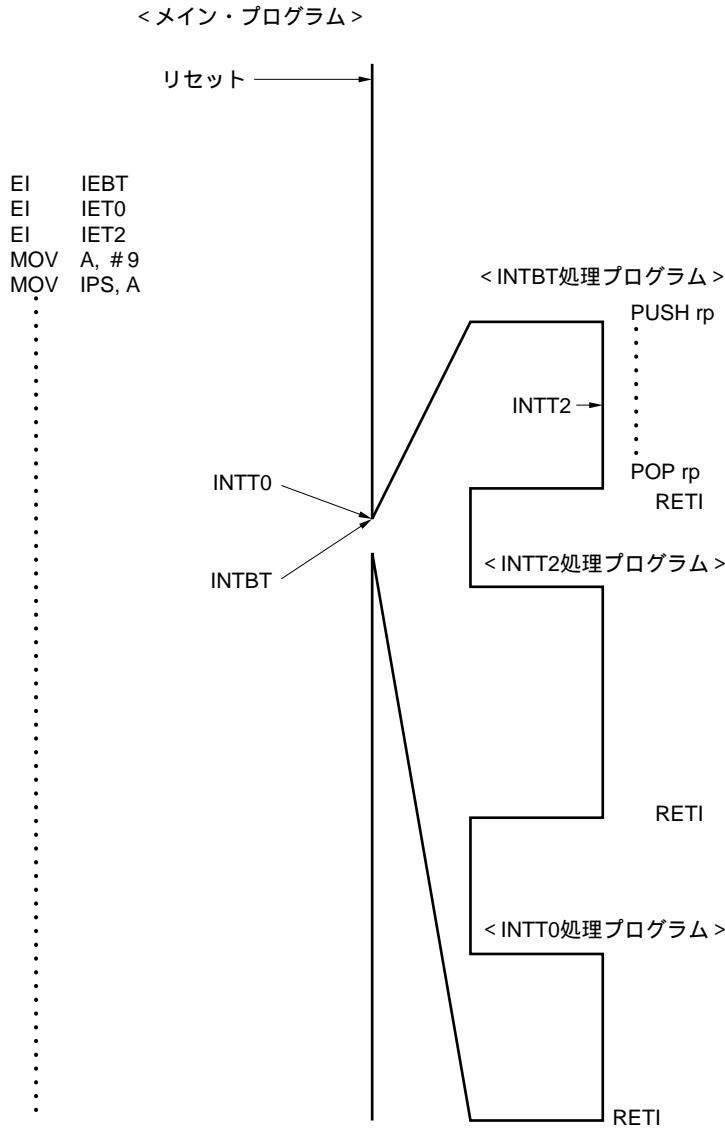 <メイン・プログラム>
リセット
EI IEBT
EI IET0
EI IET2
MOV A, #9
MOV IPS, A
<INTBT処理プログラム>
PUSH rp
INTT2
POP rp
RETI
INTT0
INTBT
<INTT2処理プログラム>
RETI
<INTT0処理プログラム>
RETI